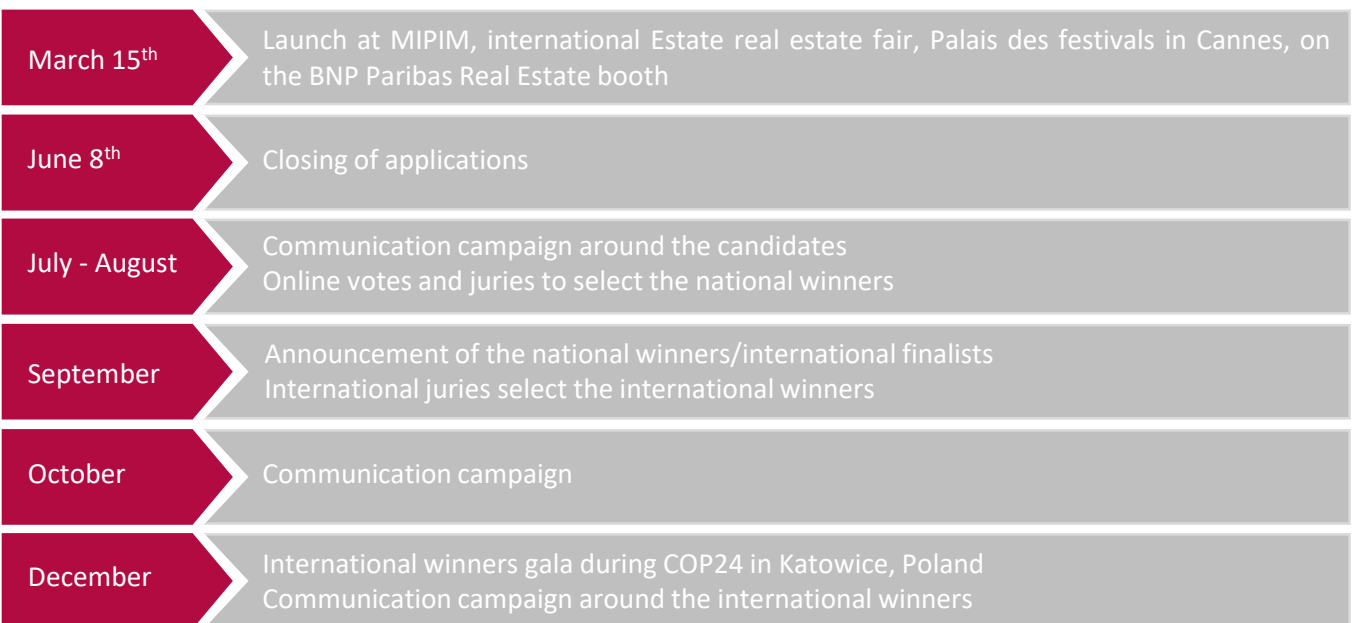 March 15th
Launch at MIPIM, international Estate real estate fair, Palais des festivals in Cannes, on
the BNP Paribas Real Estate booth
June 8th
Closing of applications
July - August
Communication campaign around the candidates
Online votes and juries to select the national winners
September
Announcement of the national winners/international finalists
International juries select the international winners
October
Communication campaign
December
International winners gala during COP24 in Katowice, Poland
Communication campaign around the international winners